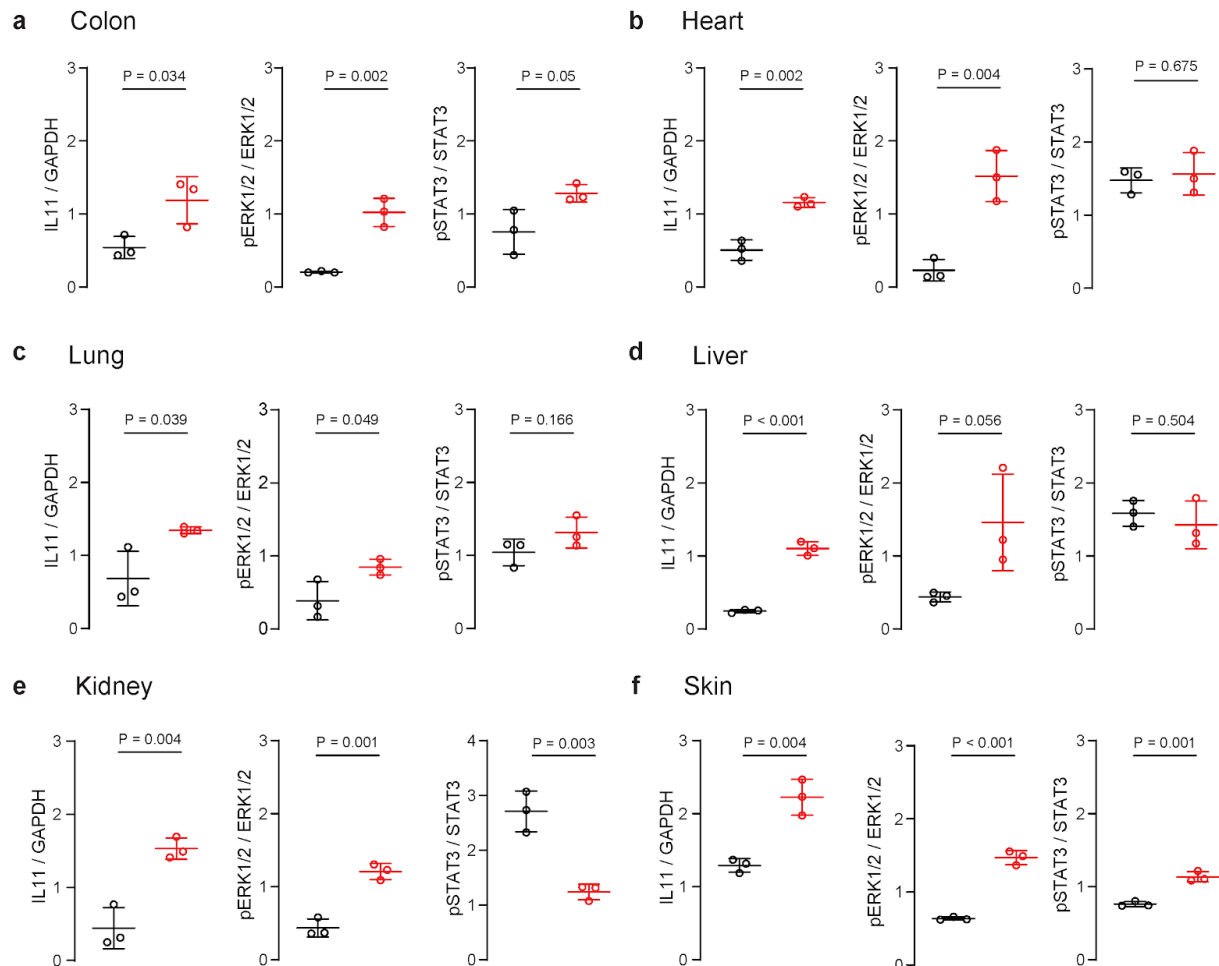 a Colon
P = 0.034
IL11 / GAPDH
3
2
1
0
P = 0.002
pERK1/2 / ERK1/2
3
2
1
0
P = 0.05
pSTAT3 / STAT3
3
2
1
0
b Heart
P = 0.002
IL11 / GAPDH
3
2
1
0
P = 0.004
pERK1/2 / ERK1/2
3
2
1
0
P = 0.675
pSTAT3 / STAT3
3
2
1
0
c Lung
P = 0.039
IL11 / GAPDH
3
2
1
0
P = 0.049
pERK1/2 / ERK1/2
3
2
1
0
P = 0.166
pSTAT3 / STAT3
3
2
1
0
d Liver
P < 0.001
IL11 / GAPDH
3
2
1
0
P = 0.056
pERK1/2 / ERK1/2
3
2
1
0
P = 0.504
pSTAT3 / STAT3
3
2
1
0
e Kidney
P = 0.004
IL11 / GAPDH
3
2
1
0
P = 0.001
pERK1/2 / ERK1/2
3
2
1
0
P = 0.003
pSTAT3 / STAT3
4
3
2
1
0
f Skin
P = 0.004
IL11 / GAPDH
3
2
1
0
P < 0.001
pERK1/2 / ERK1/2
3
2
1
0
P = 0.001
pSTAT3 / STAT3
3
2
1
0